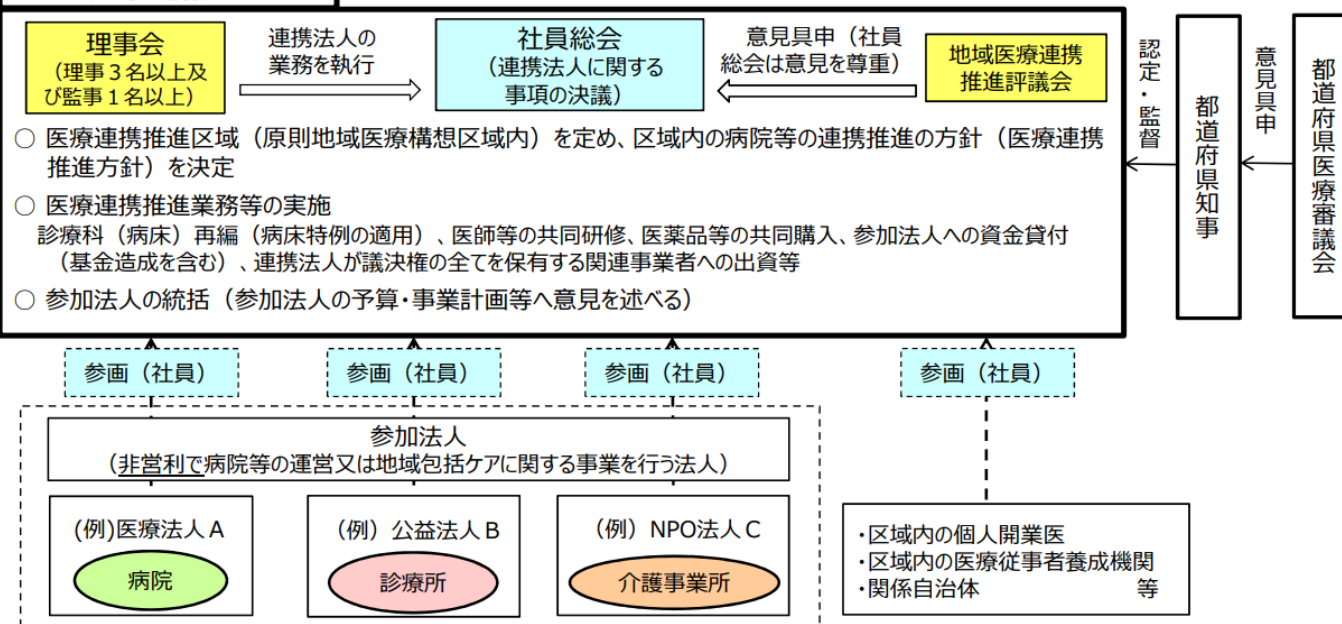 理事会
（理事３名以上及
び監事１名以上）
連携法人の
業務を執行
社員総会
（連携法人に関する
事項の決議）
意見具申（社員
総会は意見を尊重）
地域医療連携
推進評議会
認定・監督
都道府県知事
意見具申
都道府県医療審議会
○ 医療連携推進区域（原則地域医療構想区域内）を定め、区域内の病院等の連携推進の方針（医療連携
推進方針）を決定
○ 医療連携推進業務等の実施
診療科（病床）再編（病床特例の適用）、医師等の共同研修、医薬品等の共同購入、参加法人への資金貸付
（基金造成を含む）、連携法人が議決権の全てを保有する関連事業者への出資等
○ 参加法人の統括（参加法人の予算・事業計画等へ意見を述べる）
参画（社員）
参画（社員）
参画（社員）
参画（社員）
参加法人
（非営利で病院等の運営又は地域包括ケアに関する事業を行う法人）
(例)医療法人Ａ
病院
（例）公益法人Ｂ
診療所
（例）NPO法人Ｃ
介護事業所
・区域内の個人開業医
・区域内の医療従事者養成機関
・関係自治体　等